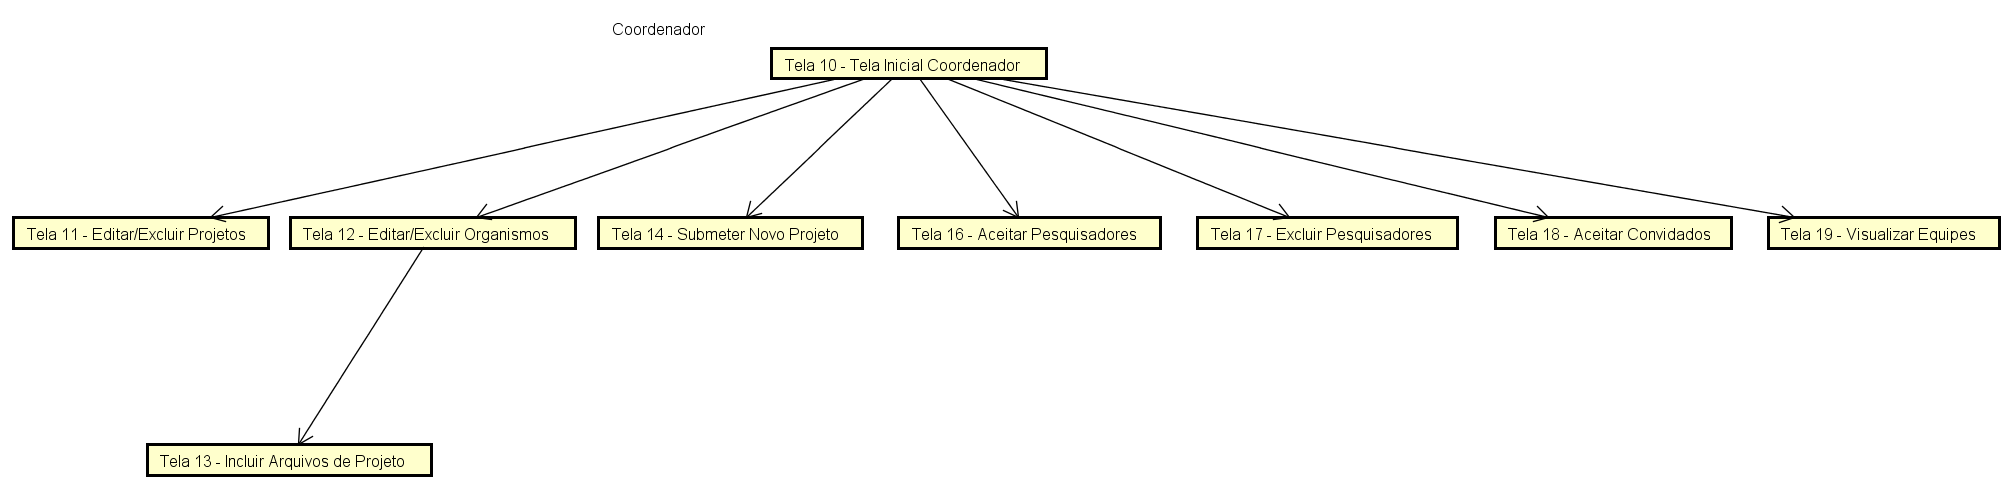 Coordenador
Tela 10 - Tela Inicial Coordenador
Tela 11 - Editar/Excluir Projetos
Tela 12 - Editar/Excluir Organismos
Tela 14 - Submeter Novo Projeto
Tela 16 - Aceitar Pesquisadores
Tela 17 - Excluir Pesquisadores
Tela 18 - Aceitar Convidados
Tela 19 - Visualizar Equipes
Tela 13 - Incluir Arquivos de Projeto